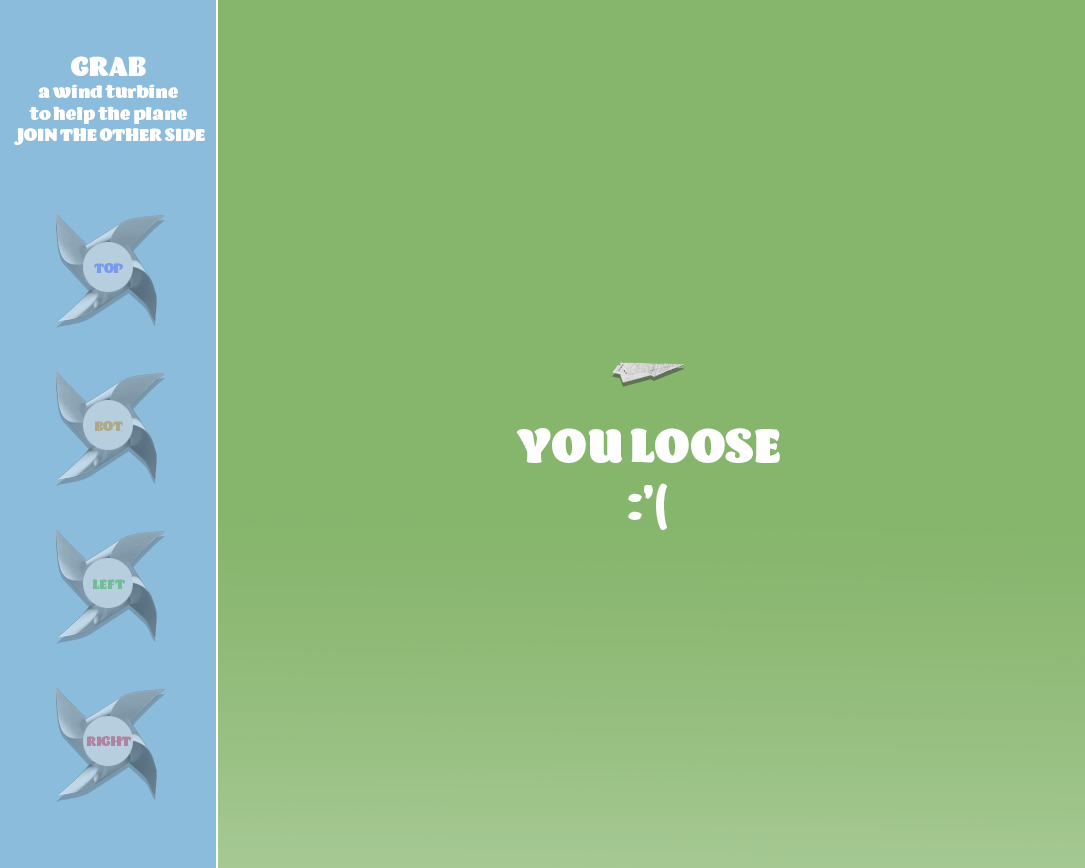 GRAB
a wind turbine
to help the plane
JOIN THE OTHER SIDE
TOP
BOT
LEFT
RIGHT
YOU LOOSE
:'(